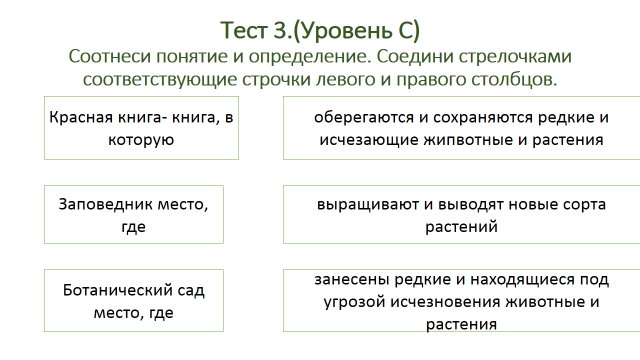 Тест 3.(Уровень С)
Соотнеси понятие и определение. Соедини стрелочками
соответствующие строчки левого и правого столбцов.
Красная книга- книга, в
которую
оберегаются и сохраняются редкие и
исчезающие жипвотные и растения
Заповедник место,
где
выращивают и выводят новые сорта
растений
Ботанический сад
место, где
занесены редкие и находящиеся под
угрозой исчезновения животные и
растения